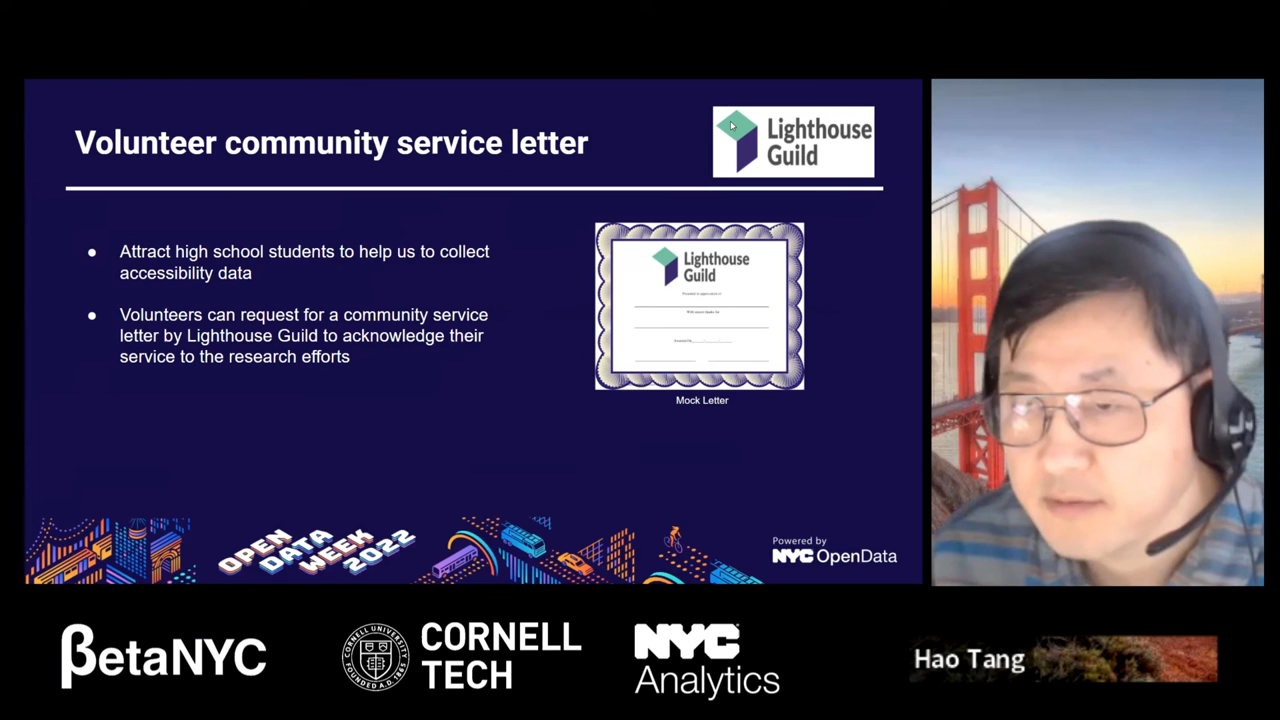 Volunteer community service letter
Lighthouse
Guild
● Attract high school students to help us to collect
accessibility data
● Volunteers can request for a community service
letter by Lighthouse Guild to acknowledge their
service to the research efforts
Lighthouse
Guild
Mock Letter
OPEN
DATA
WEEK
2022
Powered by
NYC OpenData
βetaNYC
CORNELL
TECH
NYC
Analytics
Hao Tang